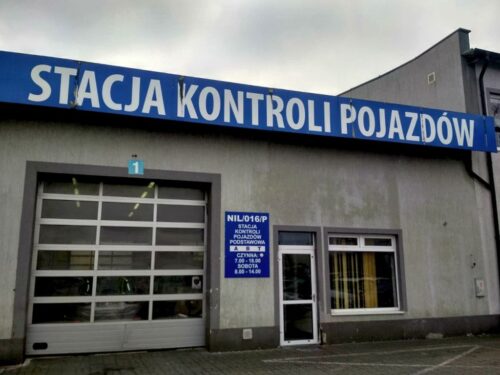 STACJA KONTROLI POJAZDÓW
1
NIL/016/P
STACJA
KONTROLI
POJAZDÓW
PODSTAWOWA
A B T
CZYNNA:
7.00 - 18.00
SOBOTA
8.00 - 14.00